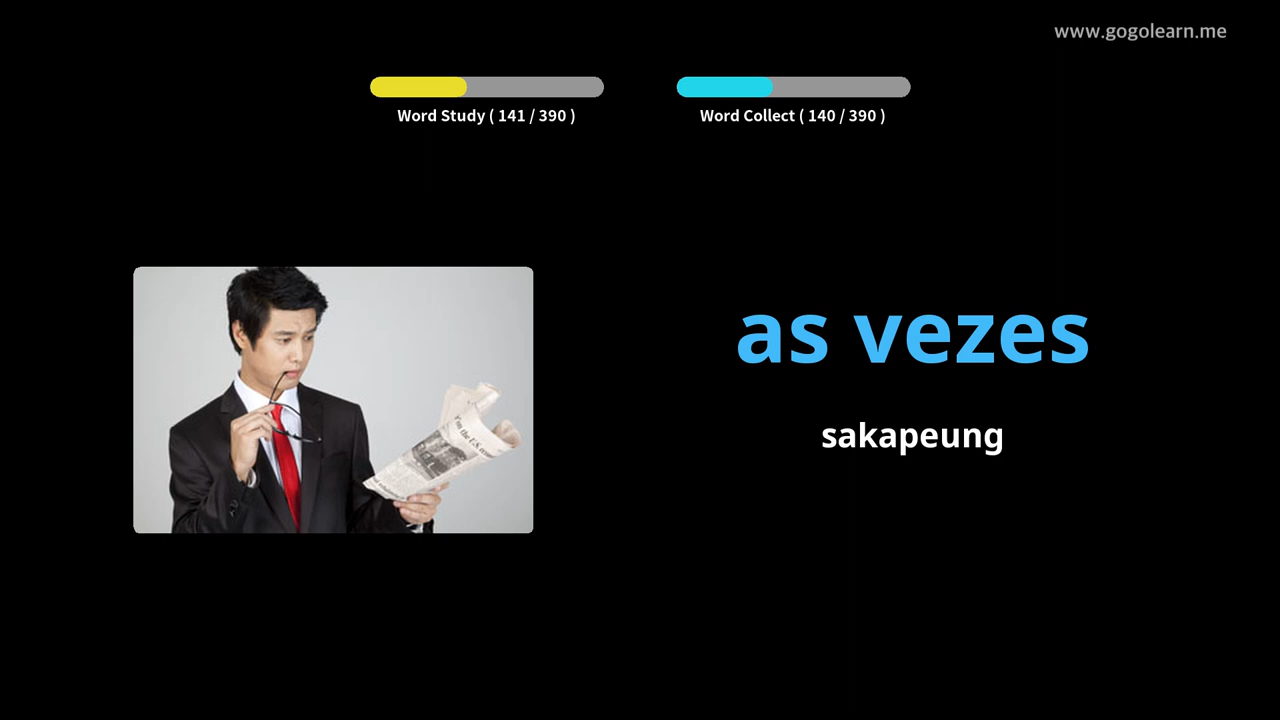 www.gogolearn.me
Word Study ( 141 / 390 )
Word Collect ( 140 / 390 )
as vezes
sakapeung